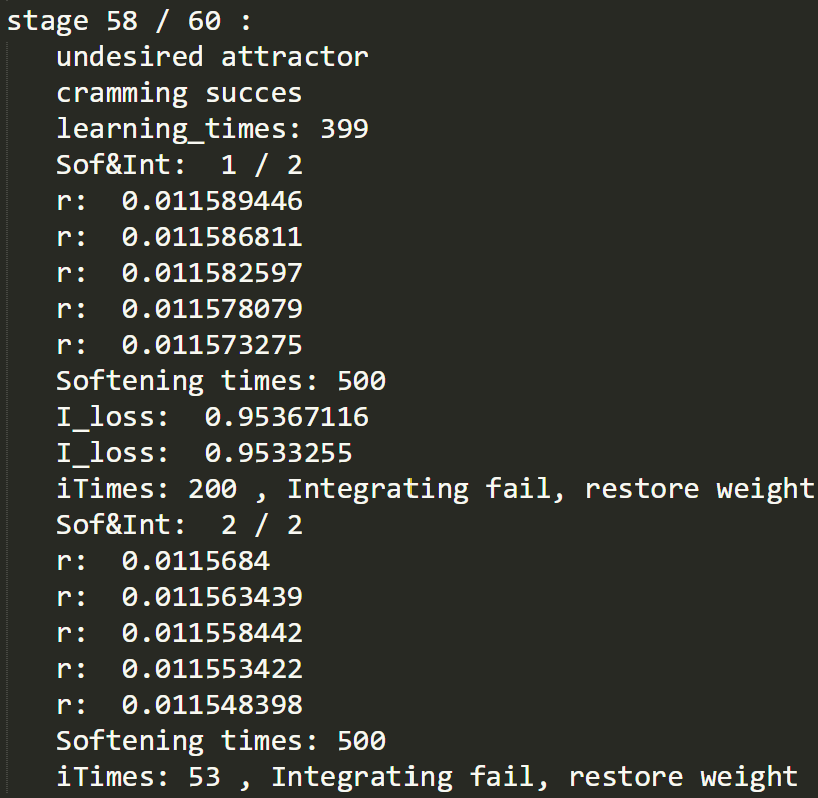 stage 58 / 60 :
undesired attractor
cramming succes
learning_times: 399
Sof&Int:  1 / 2
r:  0.011589446
r:  0.011586811
r:  0.011582597
r:  0.011578079
r:  0.011573275
Softening times: 500
I_loss:  0.95367116
I_loss:  0.9533255
iTimes: 200 , Integrating fail, restore weight
Sof&Int:  2 / 2
r:  0.0115684
r:  0.011563439
r:  0.011558442
r:  0.011553422
r:  0.011548398
Softening times: 500
iTimes: 53 , Integrating fail, restore weight